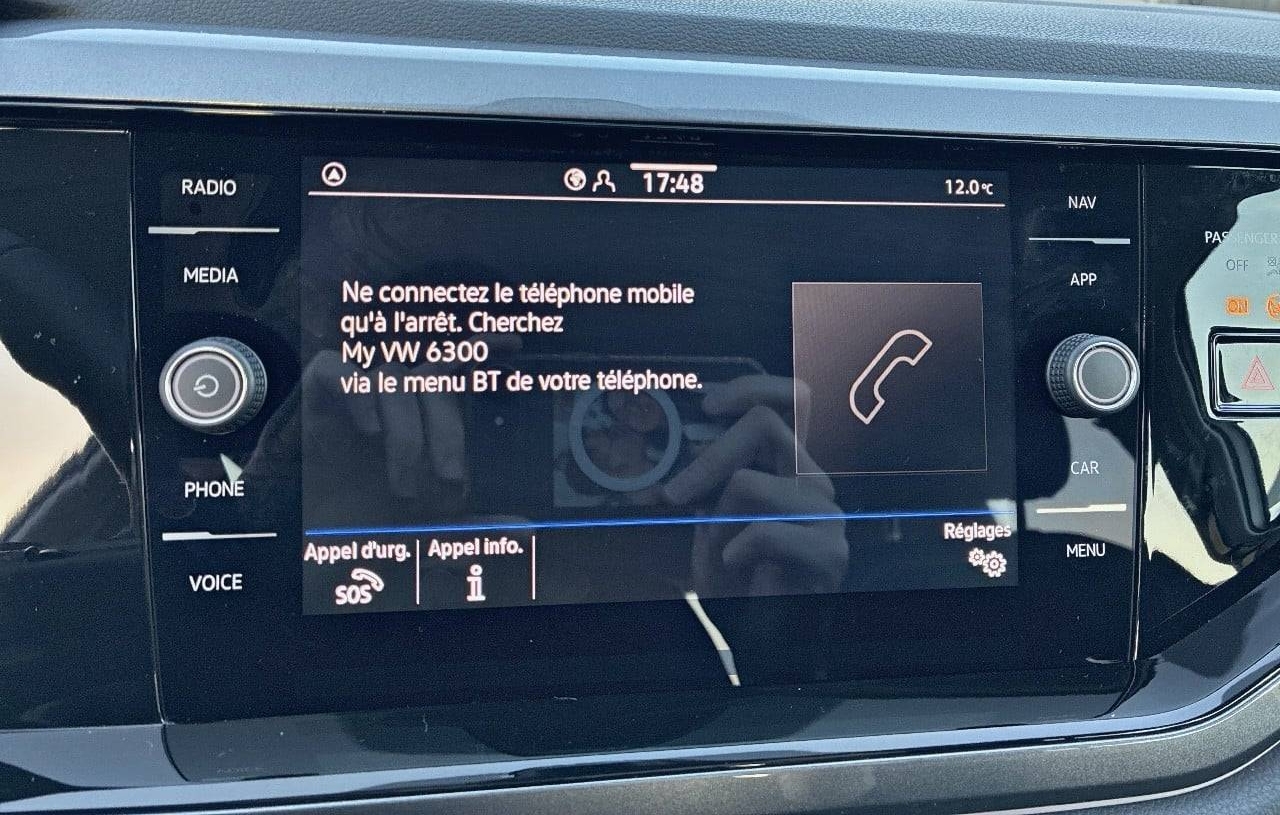 RADIO
MEDIA
PHONE
VOICE
17:48
12.0°C
Ne connectez le téléphone mobile
qu'à l'arrêt. Cherchez
My VW 6300
via le menu BT de votre téléphone.
Appel d'urg.
SOS
Appel info.
i
Réglages
NAV
APP
CAR
MENU
PASSENGER
OFF
ON